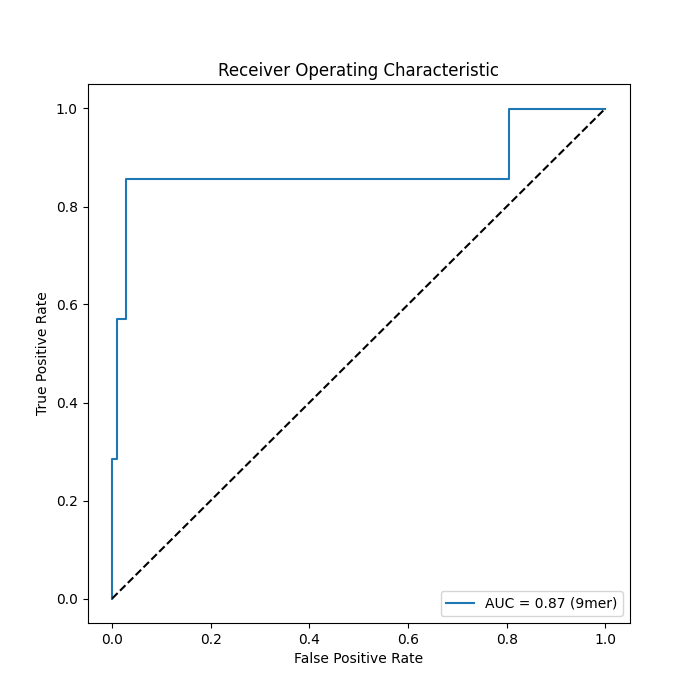 Receiver Operating Characteristic
True Positive Rate
1.0
0.8
0.6
0.4
0.2
0.0
AUC = 0.87 (9mer)
0.0 0.2 0.4 0.6 0.8 1.0
False Positive Rate